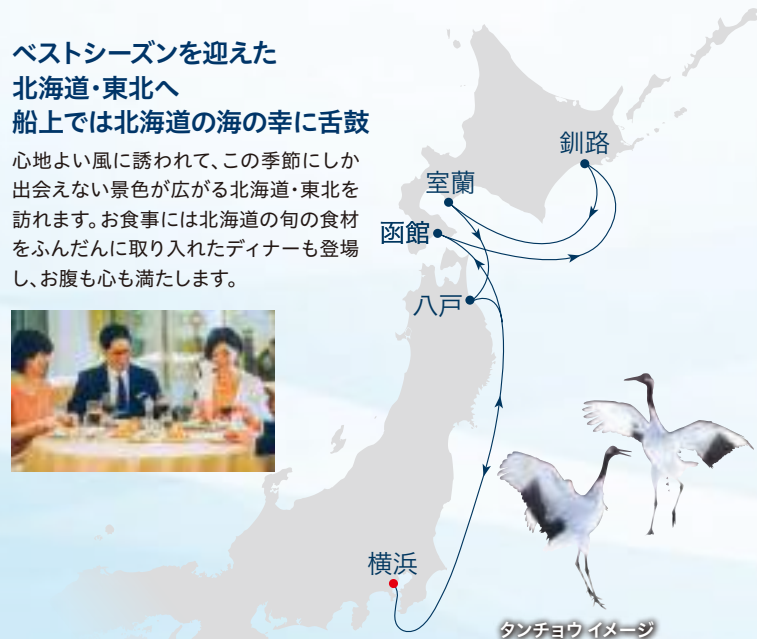 ベストシーズンを迎えた
北海道・東北へ
船上では北海道の海の幸に舌鼓
心地よい風に誘われて、この季節にしか
出会えない景色が広がる北海道・東北を
訪れます。お食事には北海道の旬の食材
をふんだんに取り入れたディナーも登場
し、お腹も心も満たします。
釧路
室蘭
函館
八戸
横浜
タンチョウ イメージ